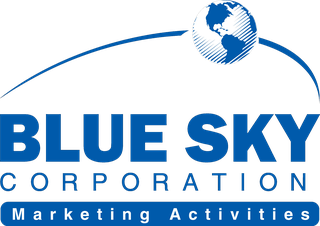 BLUE SKY
CORPORATION
Marketing Activities